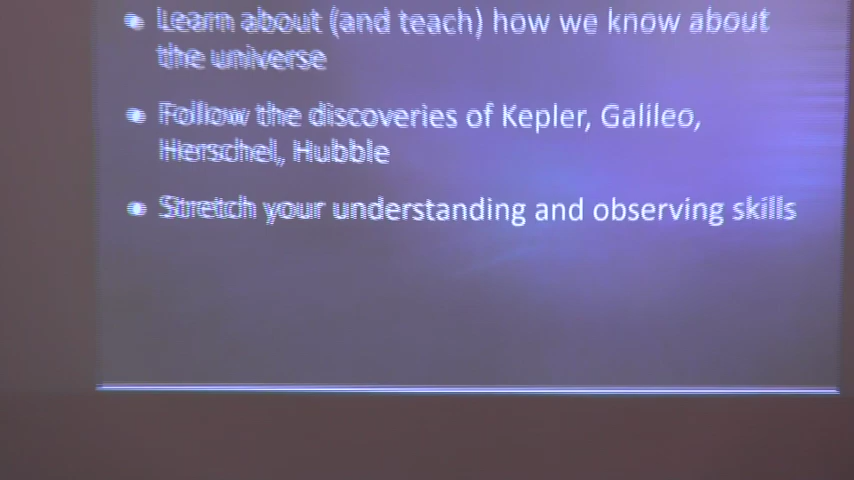 • Learn about (and teach) how we know about
the universe
• Follow the discoveries of Kepler, Galileo,
Herschel, Hubble
• Stretch your understanding and observing skills